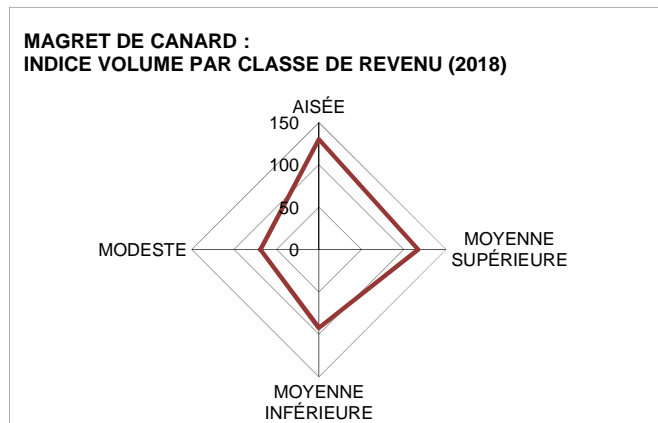 MAGRET DE CANARD :
INDICE VOLUME PAR CLASSE DE REVENU (2018)
AISÉE
150
100
50
0
MODESTE
MOYENNE
SUPÉRIEURE
MOYENNE
INFÉRIEURE